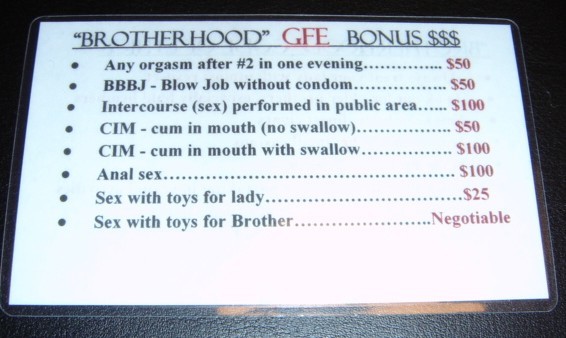 “BROTHERHOOD” GFE BONUS $$$
• Any orgasm after #2 in one evening.............. $50
• BBBJ - Blow Job without condom................. $50
• Intercourse (sex) performed in public area...... $100
• CIM - cum in mouth (no swallow)................. $50
• CIM - cum in mouth with swallow................ $100
• Anal sex..................................................... $100
• Sex with toys for lady....................................$25
• Sex with toys for Brother.........................Negotiable